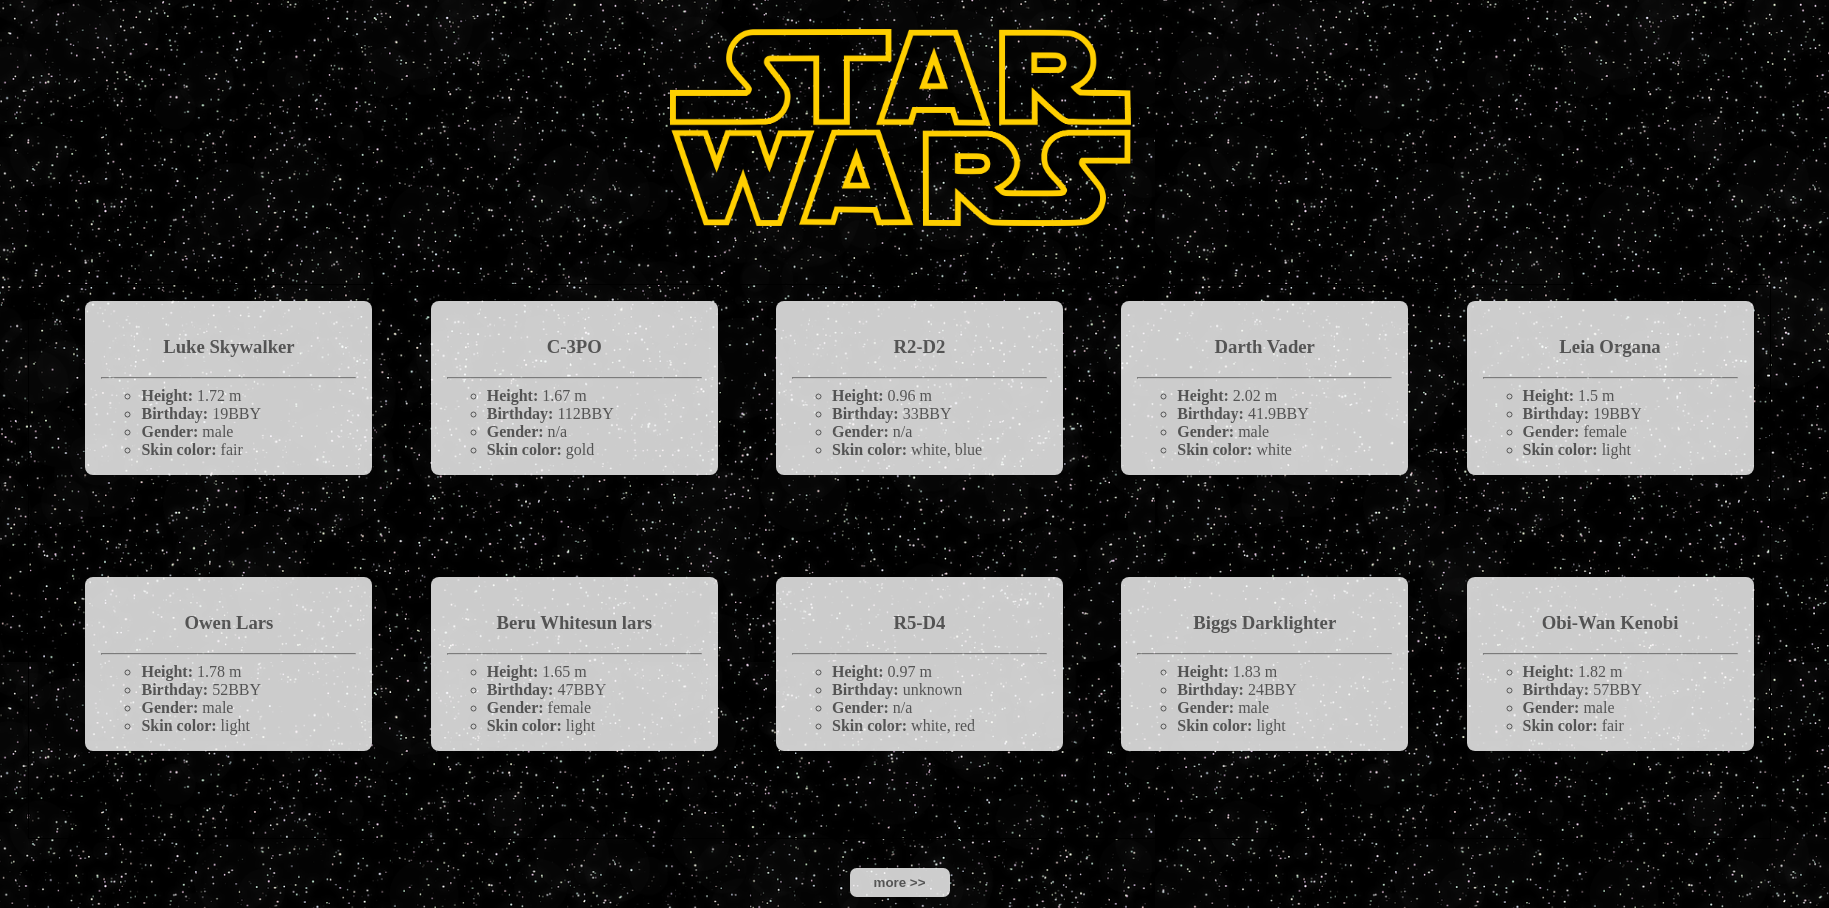 STAR
WARS
Luke Skywalker
Height: 1.72 m
Birthday: 19BBY
Gender: male
Skin color: fair
C-3PO
Height: 1.67 m
Birthday: 112BBY
Gender: n/a
Skin color: gold
R2-D2
Height: 0.96 m
Birthday: 33BBY
Gender: n/a
Skin color: white, blue
Darth Vader
Height: 2.02 m
Birthday: 41.9BBY
Gender: male
Skin color: white
Leia Organa
Height: 1.5 m
Birthday: 19BBY
Gender: female
Skin color: light
Owen Lars
Height: 1.78 m
Birthday: 52BBY
Gender: male
Skin color: light
Beru Whitesun lars
Height: 1.65 m
Birthday: 47BBY
Gender: female
Skin color: light
R5-D4
Height: 0.97 m
Birthday: unknown
Gender: n/a
Skin color: white, red
Biggs Darklighter
Height: 1.83 m
Birthday: 24BBY
Gender: male
Skin color: light
Obi-Wan Kenobi
Height: 1.82 m
Birthday: 57BBY
Gender: male
Skin color: fair
more >>